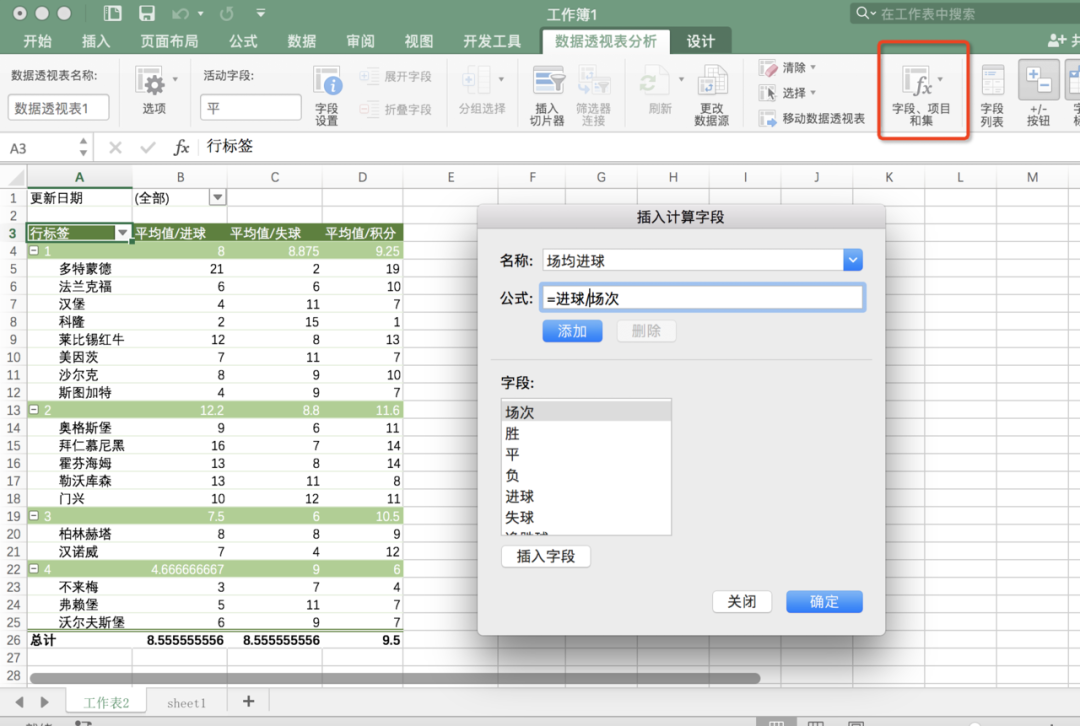 工作簿1
在工作表中搜索
开始 插入 页面布局 公式 数据 审阅 视图 开发工具 数据透视表分析 设计
数据透视表名称:
数据透视表1
选项
活动字段:
平
字段
设置
展开字段
折叠字段
分组选择
插入
切片器
筛选器
连接
刷新
更改
数据源
清除
选择
移动数据透视表
fx
字段、项目
和集
字段
列表
+/-
按钮
A3 fx 行标签
A B C D E F G H I J K L M
1 更新日期 (全部)
2
3 行标签 平均值/进球 平均值/失球 平均值/积分
4 1 8 8.875 9.25
5 多特蒙德 21 2 19
6 法兰克福 6 6 10
7 汉堡 4 11 7
8 科隆 2 15 1
9 莱比锡红牛 12 8 13
10 美因茨 7 11 7
11 沙尔克 8 9 10
12 斯图加特 4 9 7
13 2 12.2 8.8 11.6
14 奥格斯堡 9 6 11
15 拜仁慕尼黑 16 7 14
16 霍芬海姆 13 8 14
17 勒沃库森 13 11 8
18 门兴 10 12 11
19 3 7.5 6 10.5
20 柏林赫塔 8 8 9
21 汉诺威 7 4 12
22 4 4.666666667 9 6
23 不来梅 3 7 4
24 弗赖堡 5 11 7
25 沃尔夫斯堡 6 9 7
26 总计 8.555555556 8.555555556 9.5
27
28
插入计算字段
名称: 场均进球
公式: =进球/场次
添加 删除
字段:
场次
胜
平
负
进球
失球
插入字段
关闭 确定
工作表2 sheet1 +